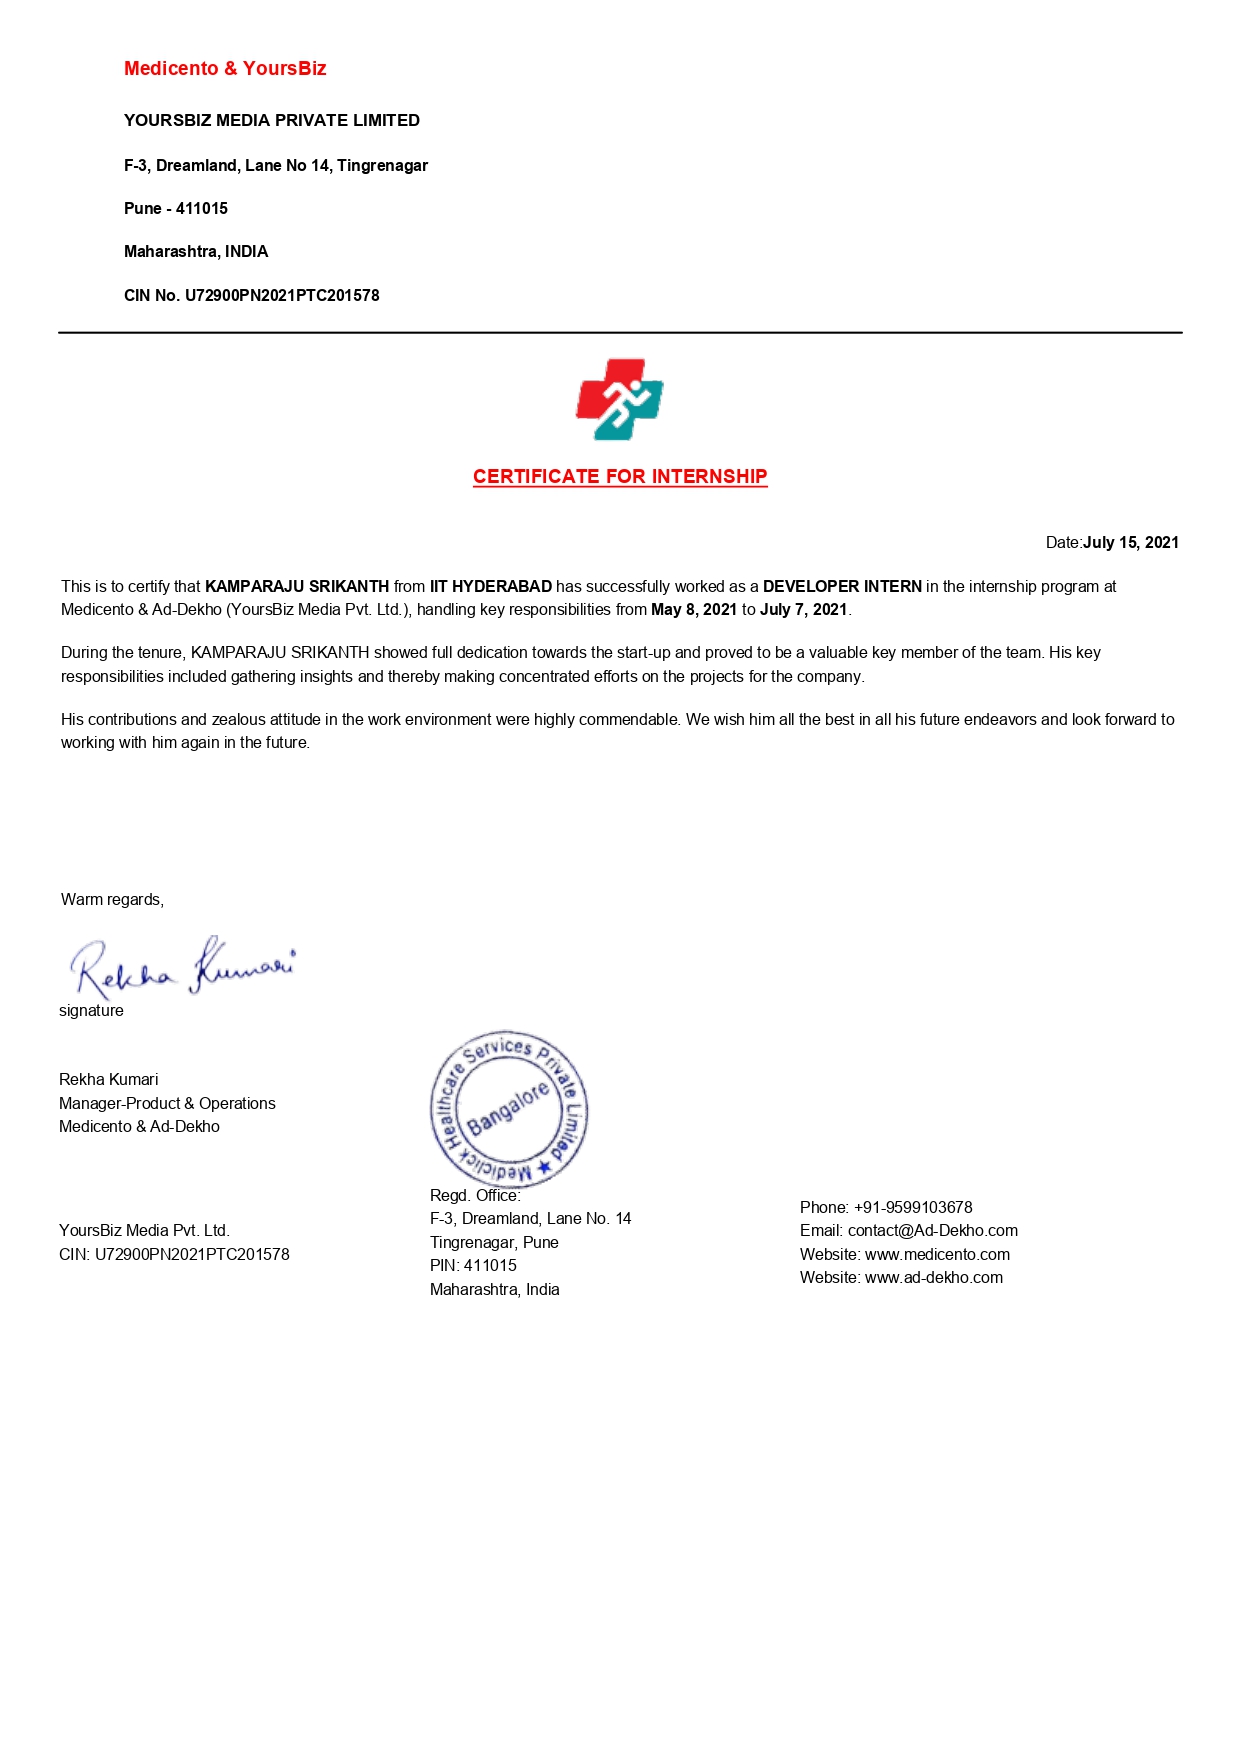 Medicento & YoursBiz
YOURSBIZ MEDIA PRIVATE LIMITED
F-3, Dreamland, Lane No 14, Tingrenagar
Pune - 411015
Maharashtra, INDIA
CIN No. U72900PN2021PTC201578
CERTIFICATE FOR INTERNSHIP
Date:July 15, 2021
This is to certify that KAMPARAJU SRIKANTH from IIT HYDERABAD has successfully worked as a DEVELOPER INTERN in the internship program at
Medicento & Ad-Dekho (YoursBiz Media Pvt. Ltd.), handling key responsibilities from May 8, 2021 to July 7, 2021.
During the tenure, KAMPARAJU SRIKANTH showed full dedication towards the start-up and proved to be a valuable key member of the team. His key
responsibilities included gathering insights and thereby making concentrated efforts on the projects for the company.
His contributions and zealous attitude in the work environment were highly commendable. We wish him all the best in all his future endeavors and look forward to
working with him again in the future.
Warm regards,
Rekha Kumari
signature
Rekha Kumari
Manager-Product & Operations
Medicento & Ad-Dekho
Mediclick Healthcare Services Private Limited
Bangalore
YoursBiz Media Pvt. Ltd.
CIN: U72900PN2021PTC201578
Regd. Office:
F-3, Dreamland, Lane No. 14
Tingrenagar, Pune
PIN: 411015
Maharashtra, India
Phone: +91-9599103678
Email: contact@Ad-Dekho.com
Website: www.medicento.com
Website: www.ad-dekho.com